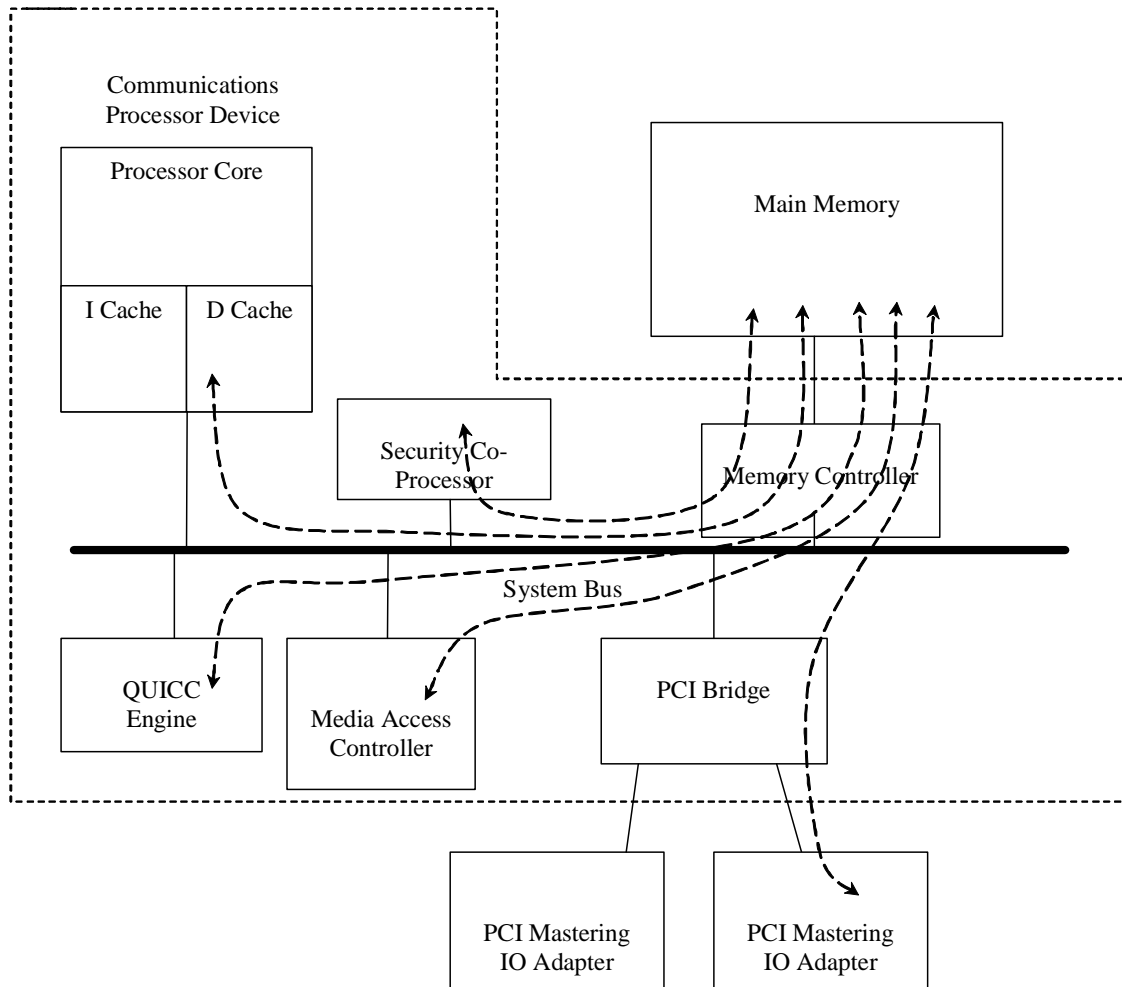 Communications
Processor Device
Processor Core
Main Memory
I Cache
D Cache
Security Co-
Processor
Memory Controller
System Bus
QUICC
Engine
Media Access
Controller
PCI Bridge
PCI Mastering
IO Adapter
PCI Mastering
IO Adapter